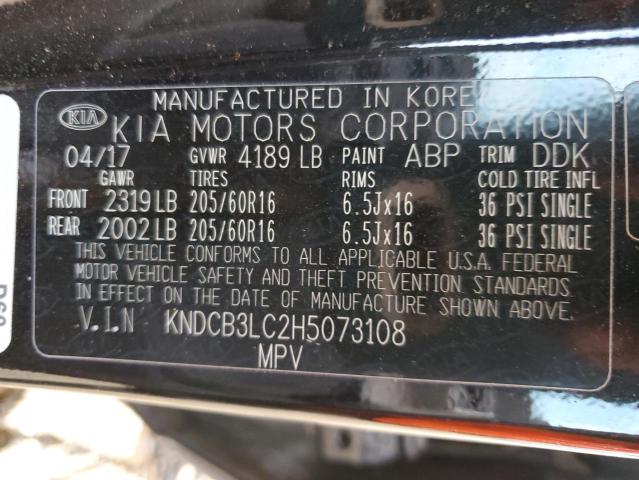 MANUFACTURED IN KOREA
KIA KIA MOTORS CORPORATION
04/17 GVWR 4189 LB PAINT ABP TRIM DDK
GAWR TIRES RIMS COLD TIRE INFL
FRONT 2319 LB 205/60R16 6.5Jx16 36 PSI SINGLE
REAR 2002 LB 205/60R16 6.5Jx16 36 PSI SINGLE
THIS VEHICLE CONFORMS TO ALL APPLICABLE U.S.A. FEDERAL
MOTOR VEHICLE SAFETY AND THEFT PREVENTION STANDARDS
IN EFFECT ON THE DATE OF MANUFACTURE SHOWN ABOVE.
V.I.N KNDCB3LC2H5073108
MPV